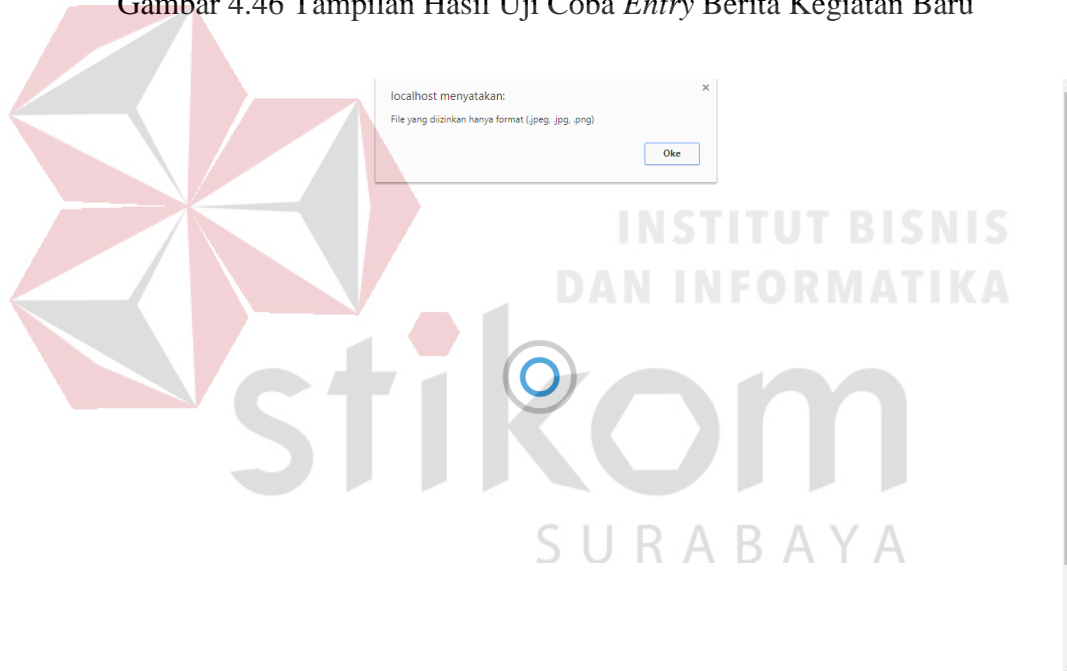 Gambar 4.46 Tampilan Hasil Uji Coba Entry Berita Kegiatan Baru
localhost menyatakan:
×
File yang diizinkan hanya format (.jpeg, .jpg, .png)
Oke
INSTITUT BISNIS
DAN INFORMATIKA
stikom
SURABAYA